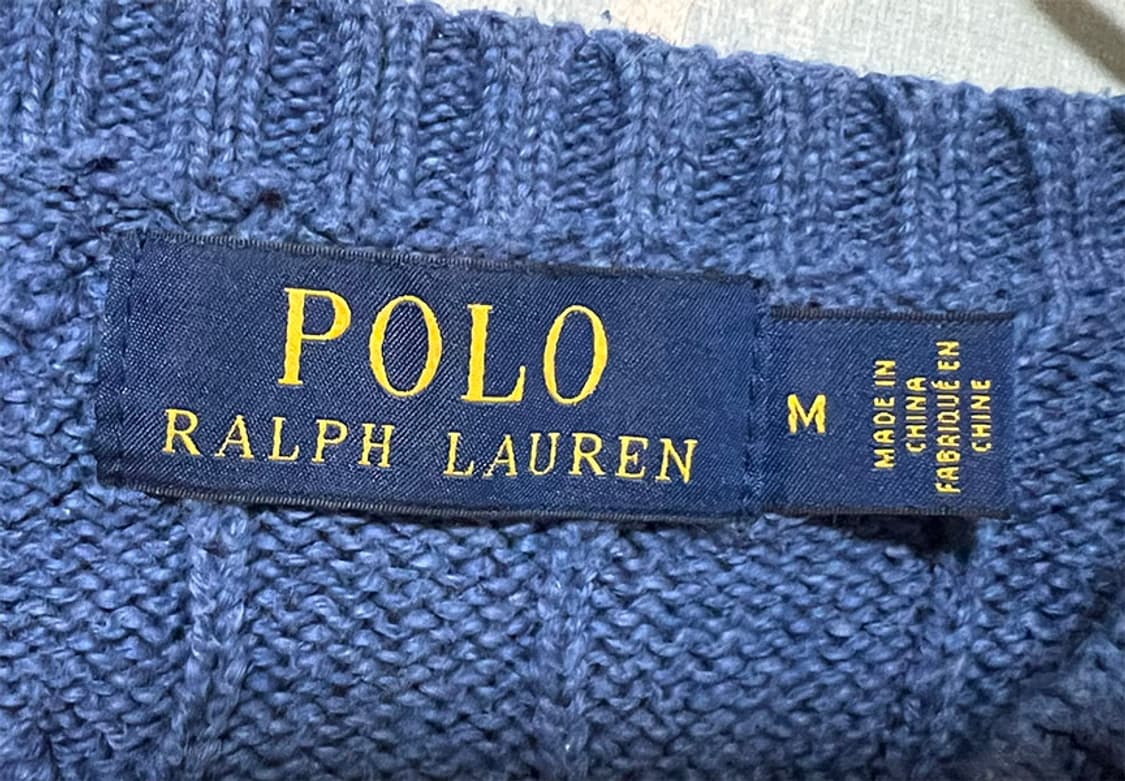 POLO
RALPH LAUREN
M
MADE IN
CHINA
FABRIQUÉ EN
CHINE